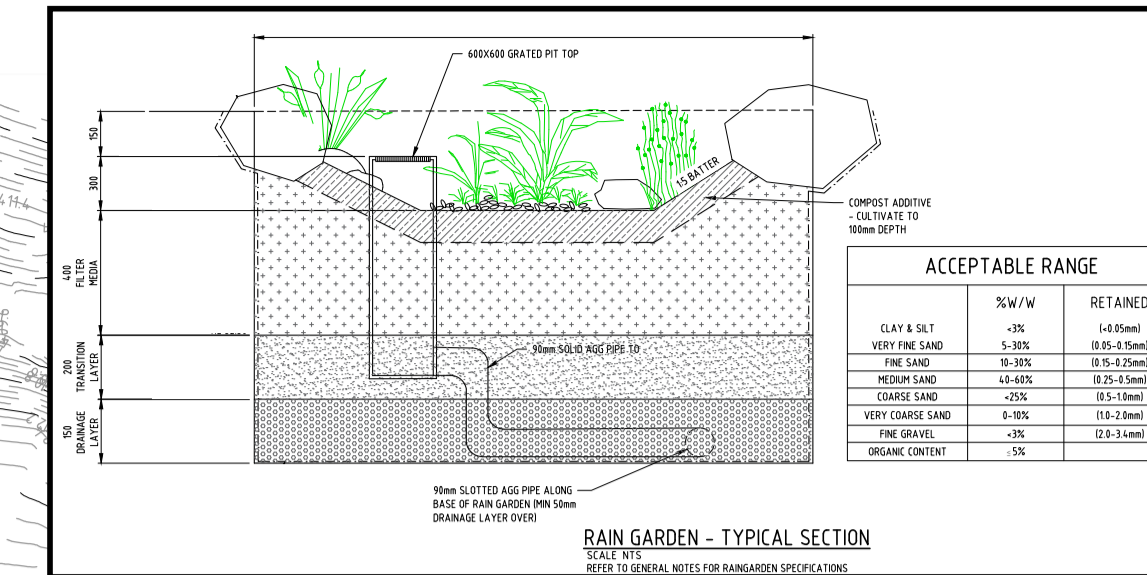 600X600 GRATED PIT TOP
150
300
400
FILTER
MEDIA
200
TRANSITION
LAYER
150
DRAINAGE
LAYER
1:5 BATTER
COMPOST ADDITIVE
- CULTIVATE TO
100mm DEPTH
90mm SOLID AGG PIPE TO
90mm SLOTTED AGG PIPE ALONG
BASE OF RAIN GARDEN (MIN 50mm
DRAINAGE LAYER OVER)
ACCEPTABLE RANGE
%W/W RETAINED
CLAY & SILT <3% (<0.05mm)
VERY FINE SAND 5-30% (0.05-0.15mm)
FINE SAND 10-30% (0.15-0.25mm)
MEDIUM SAND 40-60% (0.25-0.5mm)
COARSE SAND <25% (0.5-1.0mm)
VERY COARSE SAND 0-10% (1.0-2.0mm)
FINE GRAVEL <3% (2.0-3.4mm)
ORGANIC CONTENT ≤5%
RAIN GARDEN - TYPICAL SECTION
SCALE NTS
REFER TO GENERAL NOTES FOR RAINGARDEN SPECIFICATIONS